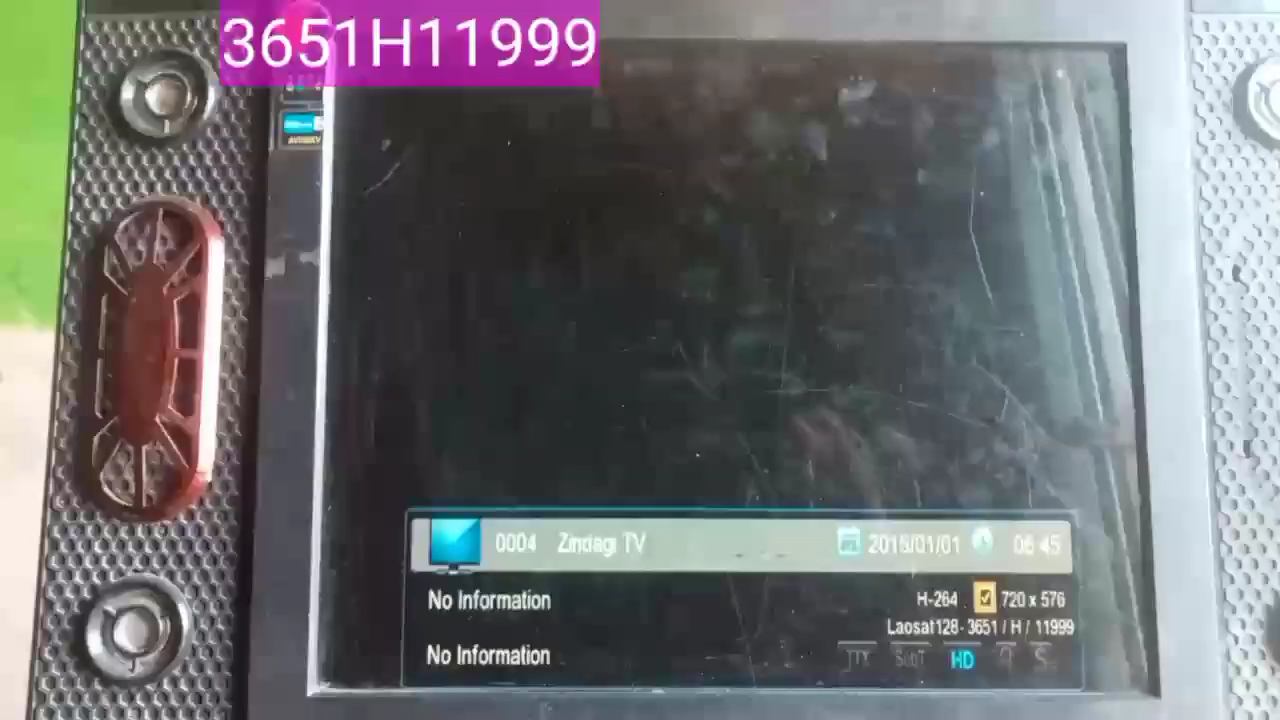 3651H11999
0004 Zindagi TV 2018/01/01 06:45
No Information H-264 720 x 576
Laosat128 - 3651 / H / 11999
No Information TTX SubT HD